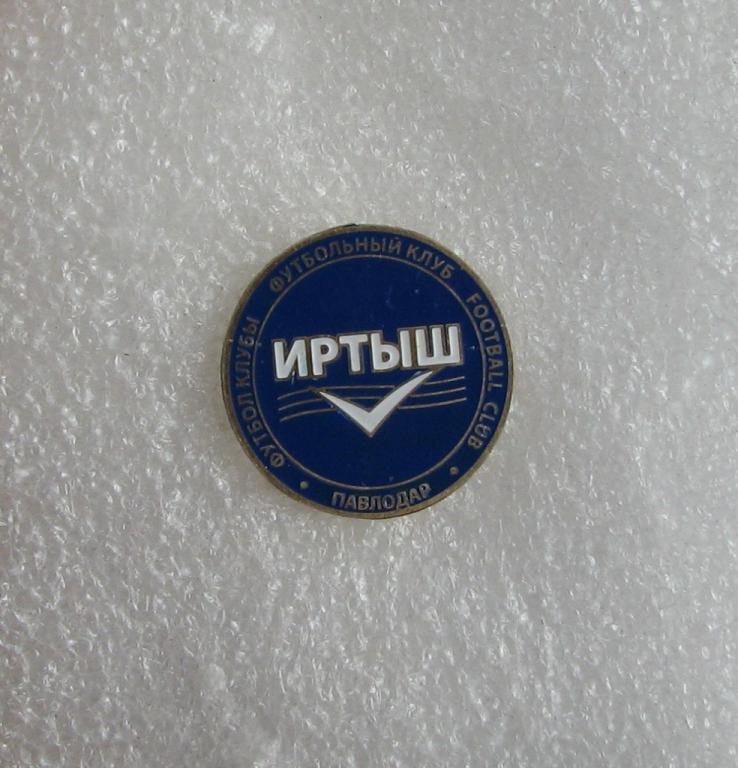 ФУТБОЛ КЛУБЫ
ФУТБОЛЬНЫЙ КЛУБ
FOOTBALL CLUB
ИРТЫШ
ПАВЛОДАР